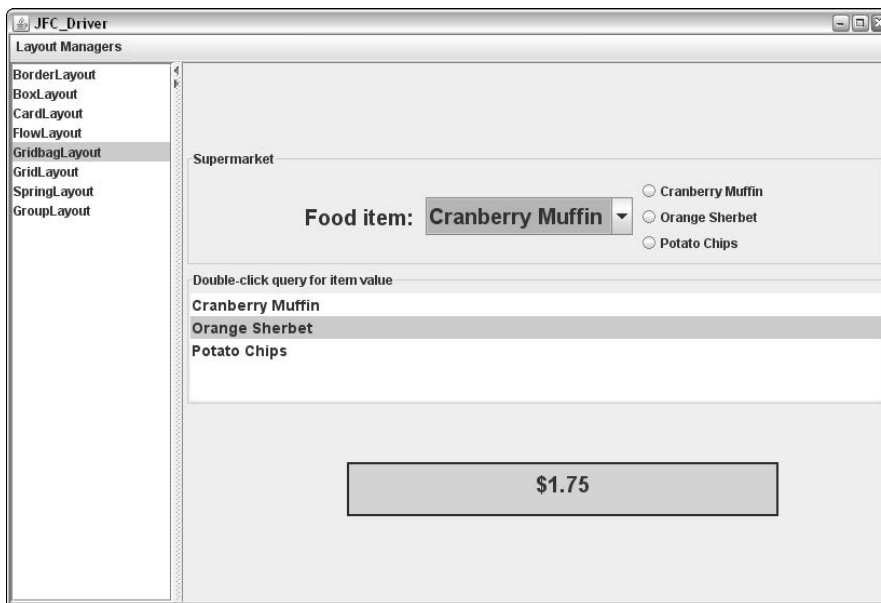 JFC_Driver
Layout Managers
BorderLayout
BoxLayout
CardLayout
FlowLayout
GridbagLayout
GridLayout
SpringLayout
GroupLayout
Supermarket
Food item:
Cranberry Muffin
Cranberry Muffin
Orange Sherbet
Potato Chips
Double-click query for item value
Cranberry Muffin
Orange Sherbet
Potato Chips
$1.75